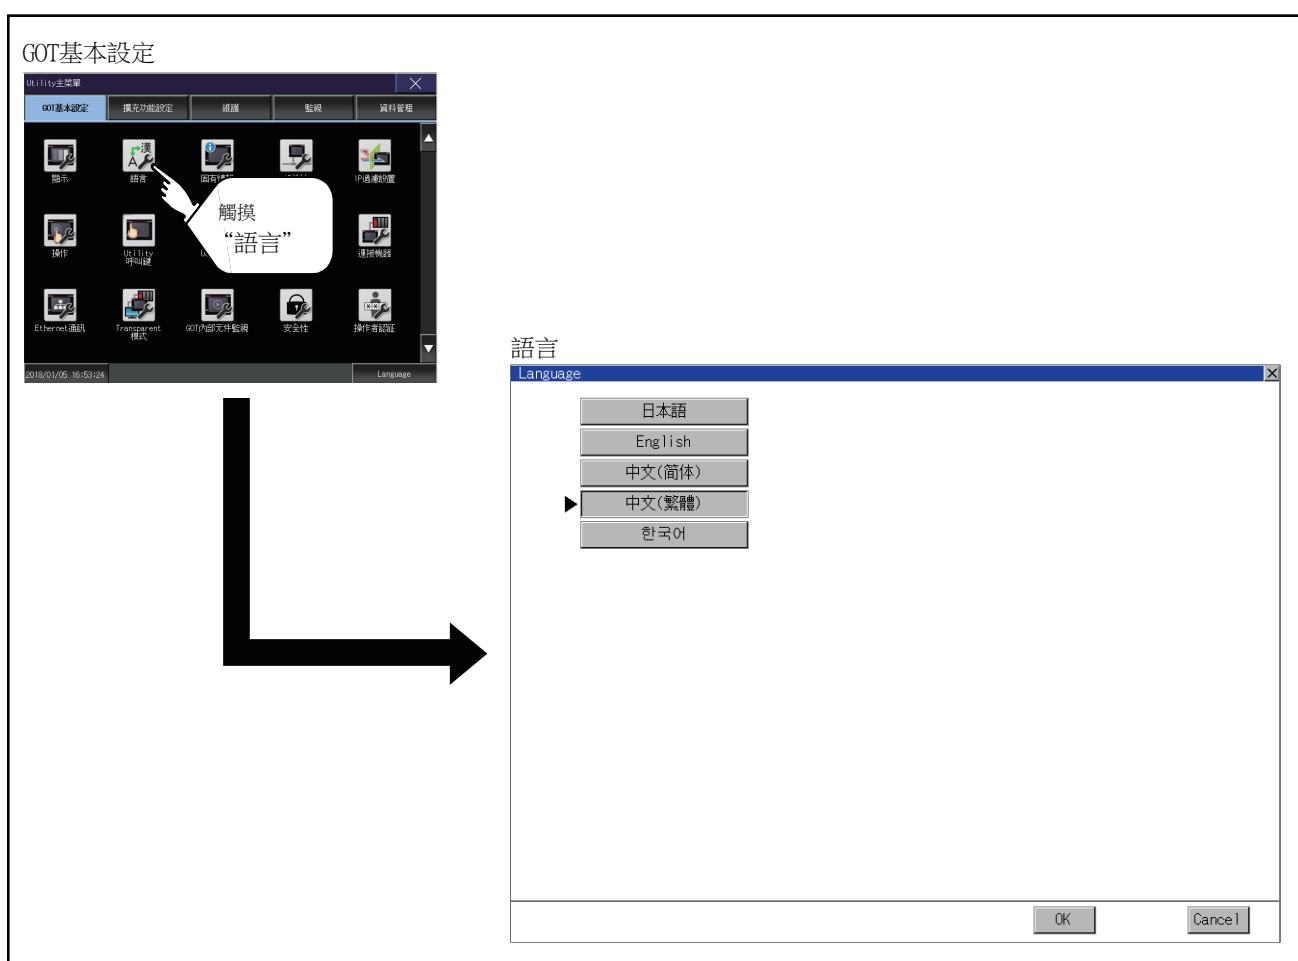 GOT基本設定
Utility主菜單
GOT基本設定 擴充功能設定 維護 監視 資料管理
顯示 語言 固有情報 IP過濾設置
觸摸
“語言”
操作 Utility 連接機器
呼叫鍵
Ethernet通訊 Transparent GOT內部元件監視 安全性 操作者認証
模式
2018/01/05 16:53:24 Language
語言
Language
日本語
English
中文(简体)
中文(繁體)
한국어
OK Cancel